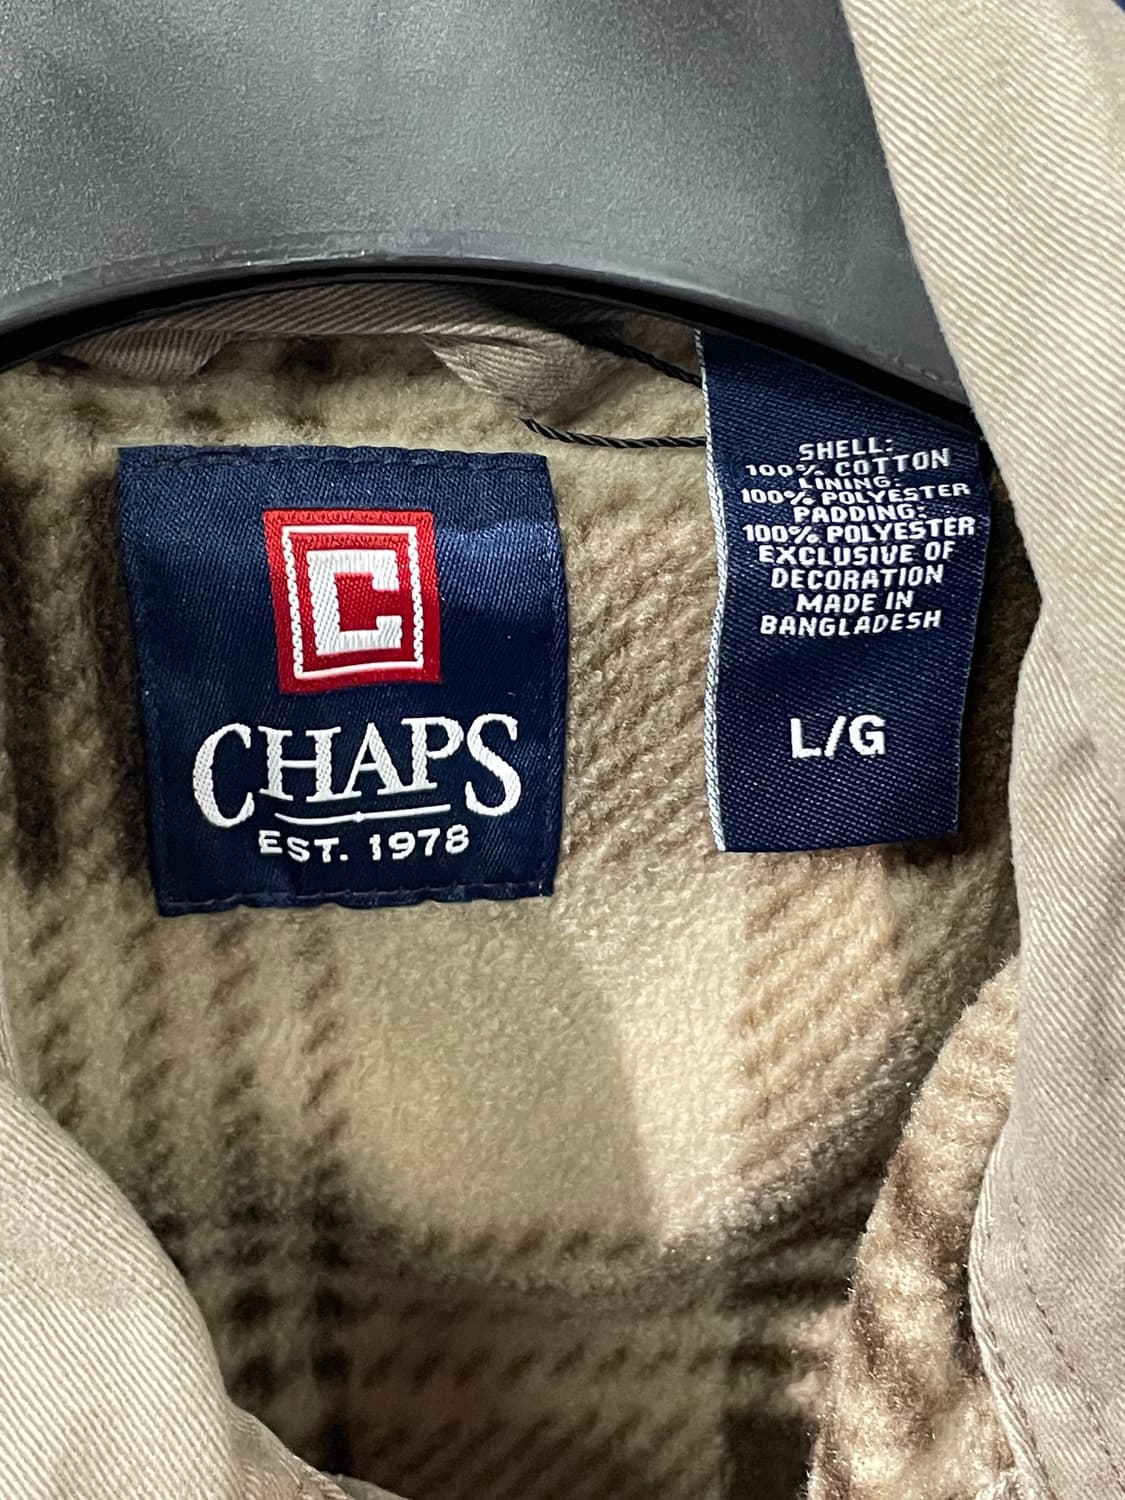 C
CHAPS
EST. 1978
SHELL:
100% COTTON
LINING:
100% POLYESTER
PADDING:
100% POLYESTER
EXCLUSIVE OF
DECORATION
MADE IN
BANGLADESH
L/G